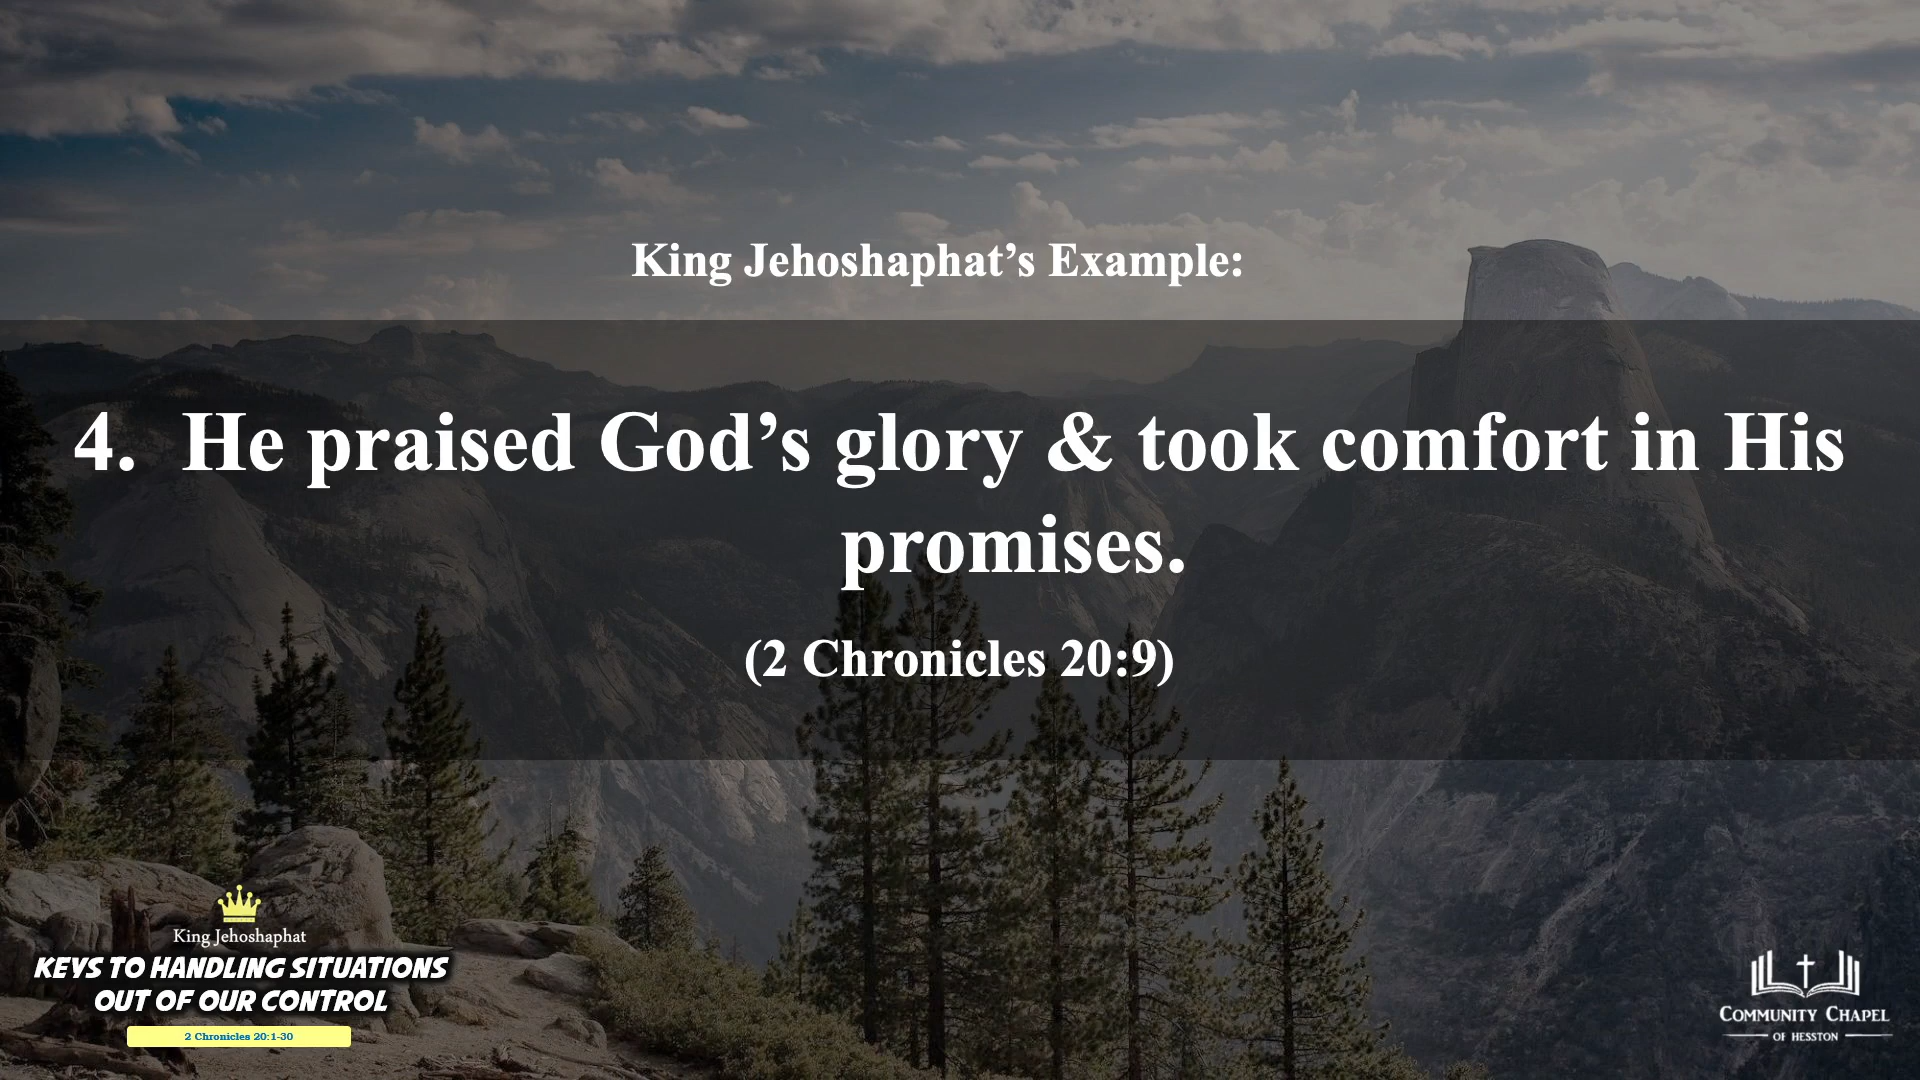 King Jehoshaphat’s Example:
4. He praised God’s glory & took comfort in His
promises.
(2 Chronicles 20:9)
King Jehoshaphat
KEYS TO HANDLING SITUATIONS
OUT OF OUR CONTROL
2 Chronicles 20:1-30
COMMUNITY CHAPEL
OF HESSTON